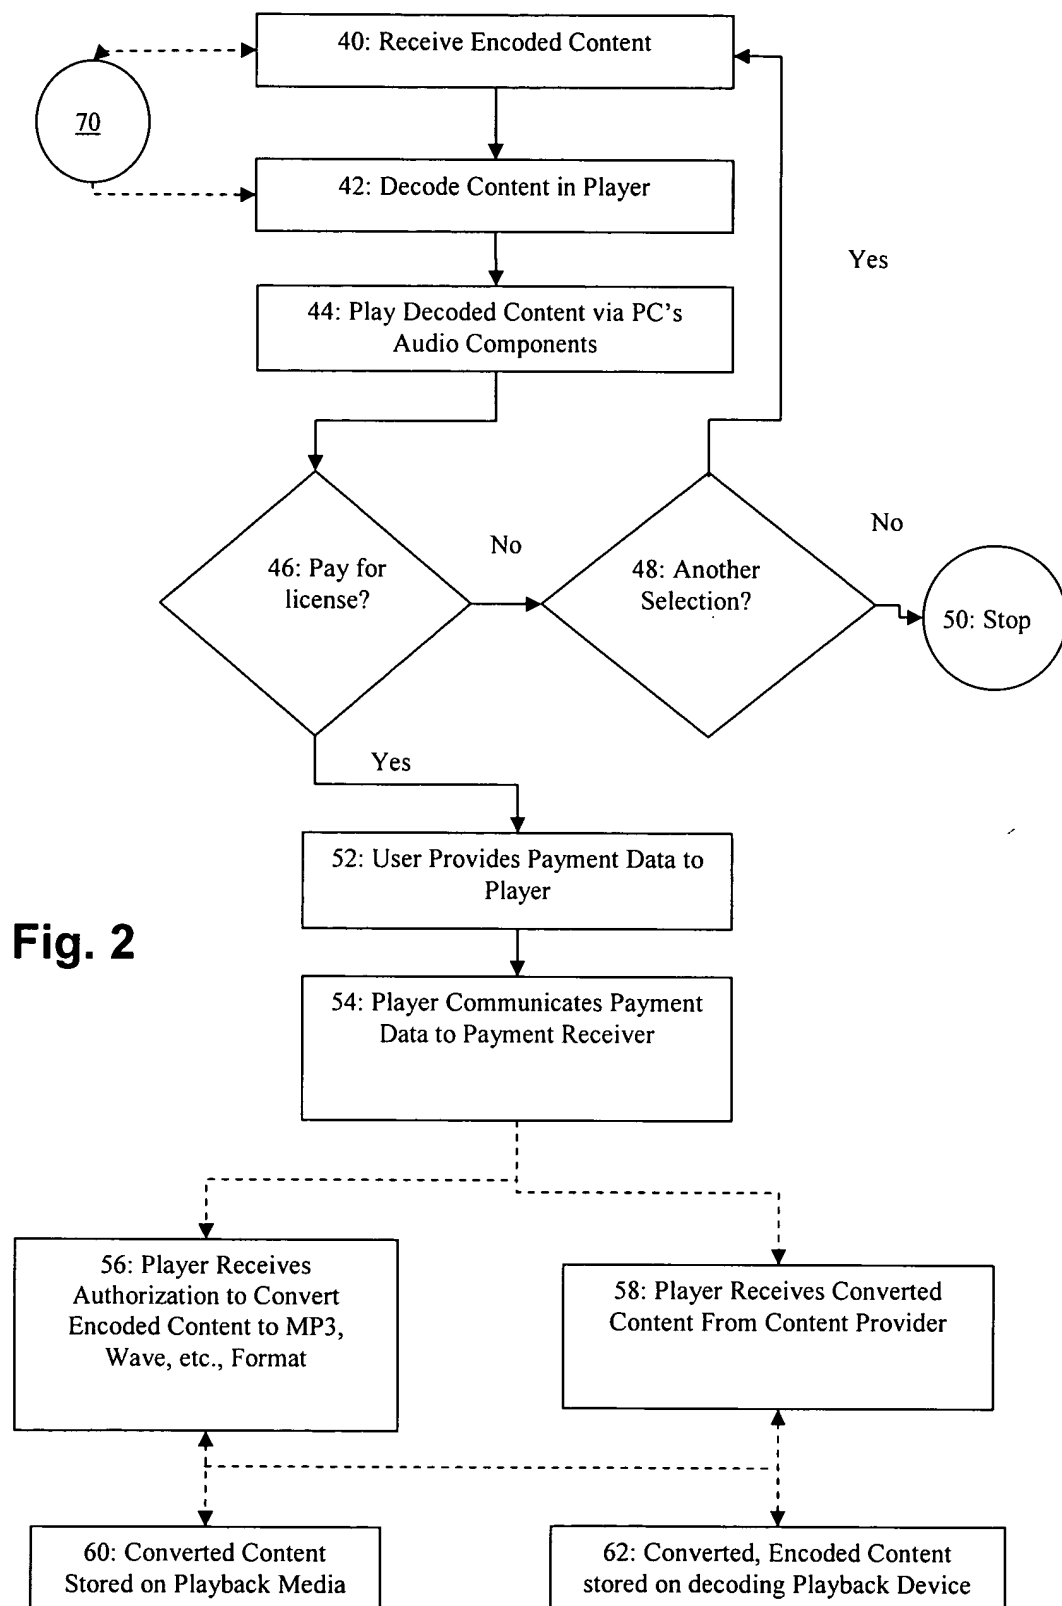 40: Receive Encoded Content
70
42: Decode Content in Player
Yes
44: Play Decoded Content via PC's
Audio Components
No
No
46: Pay for
license?
48: Another
Selection?
50: Stop
Yes
52: User Provides Payment Data to
Player
Fig. 2
54: Player Communicates Payment
Data to Payment Receiver
56: Player Receives
Authorization to Convert
Encoded Content to MP3,
Wave, etc., Format
58: Player Receives Converted
Content From Content Provider
60: Converted Content
Stored on Playback Media
62: Converted, Encoded Content
stored on decoding Playback Device